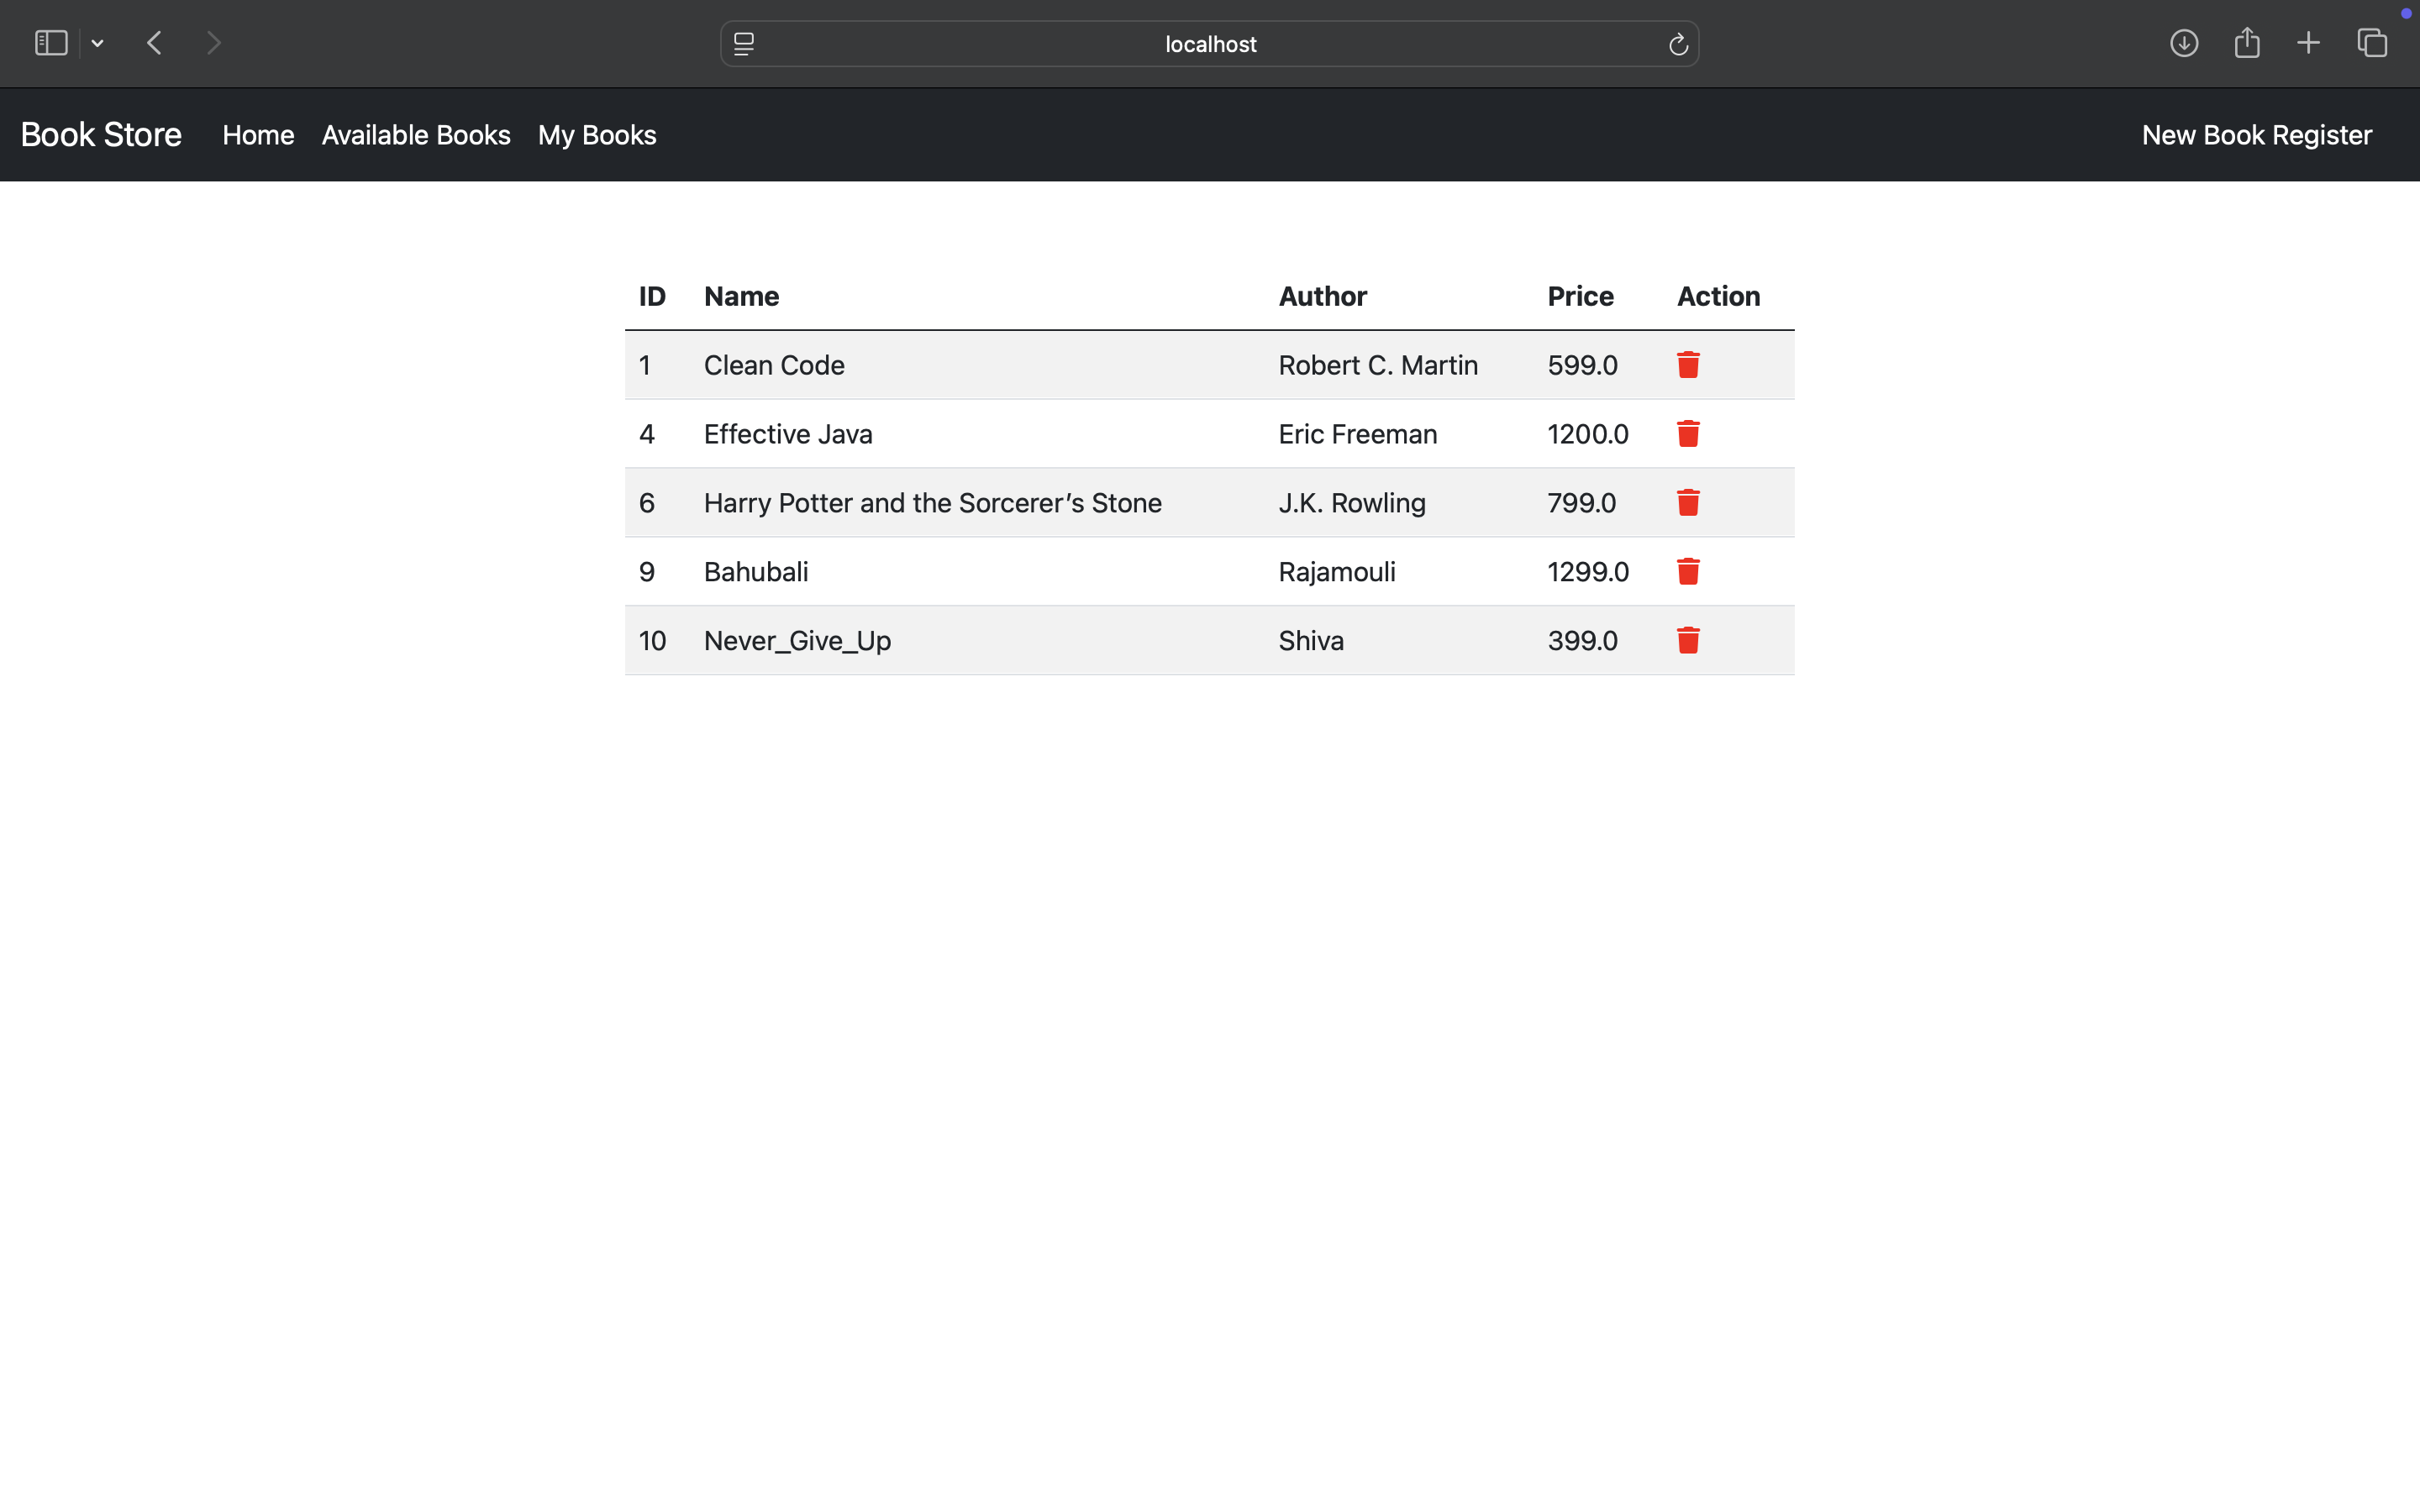 localhost
Book Store Home Available Books My Books New Book Register
ID Name Author Price Action
1 Clean Code Robert C. Martin 599.0
4 Effective Java Eric Freeman 1200.0
6 Harry Potter and the Sorcerer’s Stone J.K. Rowling 799.0
9 Bahubali Rajamouli 1299.0
10 Never_Give_Up Shiva 399.0